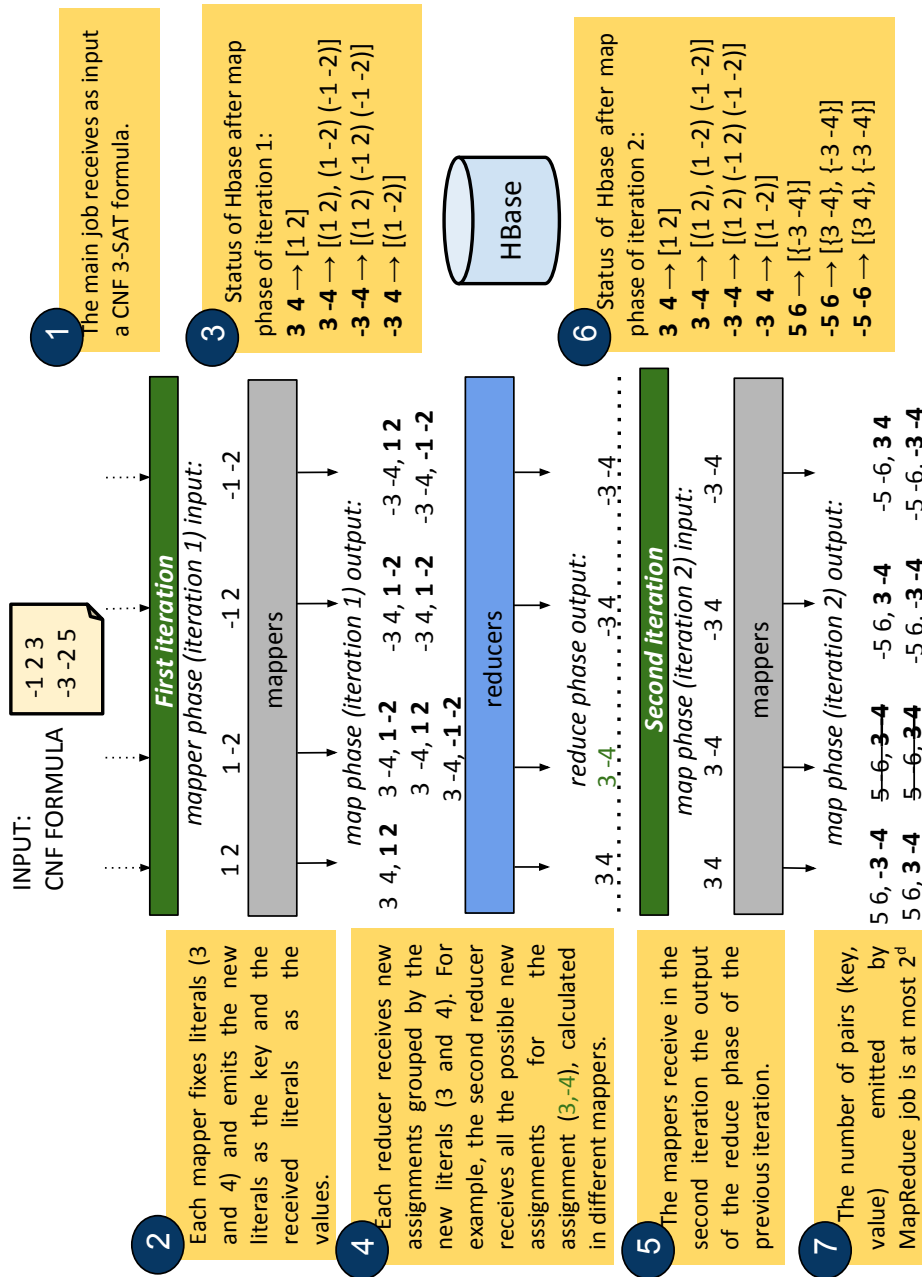 INPUT:
CNF FORMULA
-1 2 3
-3 -2 5
1
The main job receives as input
a CNF 3-SAT formula.
First iteration
mapper phase (iteration 1) input:
1 2 1 -2 -1 2 -1 -2
mappers
map phase (iteration 1) output:
3 4, 1 2 3 -4, 1 -2 -3 4, 1 -2 -3 -4, 1 2
3 -4, 1 2 -3 4, 1 -2 -3 -4, -1 -2
3 -4, -1 -2
2
Each mapper fixes literals (3
and 4) and emits the new
literals as the key and the
received literals as the
values.
3
Status of Hbase after map
phase of iteration 1:
3 4 → [1 2]
3 -4 → [(1 2), (1 -2) (-1 -2)]
-3 -4 → [(1 2) (-1 2) (-1 -2)]
-3 4 → [(1 -2)]
reducers
reduce phase output:
3 4 3 -4 -3 4 -3 -4
4
Each reducer receives new
assignments grouped by the
new literals (3 and 4). For
example, the second reducer
receives all the possible new
assignments for the
assignment (3,-4), calculated
in different mappers.
HBase
Second iteration
map phase (iteration 2) input:
3 4 3 -4 -3 4 -3 -4
mappers
map phase (iteration 2) output:
5 6, -3 -4 5 -6, 3 -4 -5 6, 3 -4 -5 -6, 3 4
5 6, 3 -4 5 -6, 3 4 -5 6, -3 -4 -5 -6, -3 -4
5
The mappers receive in the
second iteration the output
of the reduce phase of the
previous iteration.
6
Status of Hbase after map
phase of iteration 2:
3 4 → [1 2]
3 -4 → [(1 2), (1 -2) (-1 -2)]
-3 -4 → [(1 2) (-1 2) (-1 -2)]
-3 4 → [(1 -2)]
5 6 → [{-3 -4}]
-5 6 → [{3 -4}, {-3 -4}]
-5 -6 → [{3 4}, {-3 -4}]
7
The number of pairs (key,
value) emitted by
MapReduce job is at most 2^d